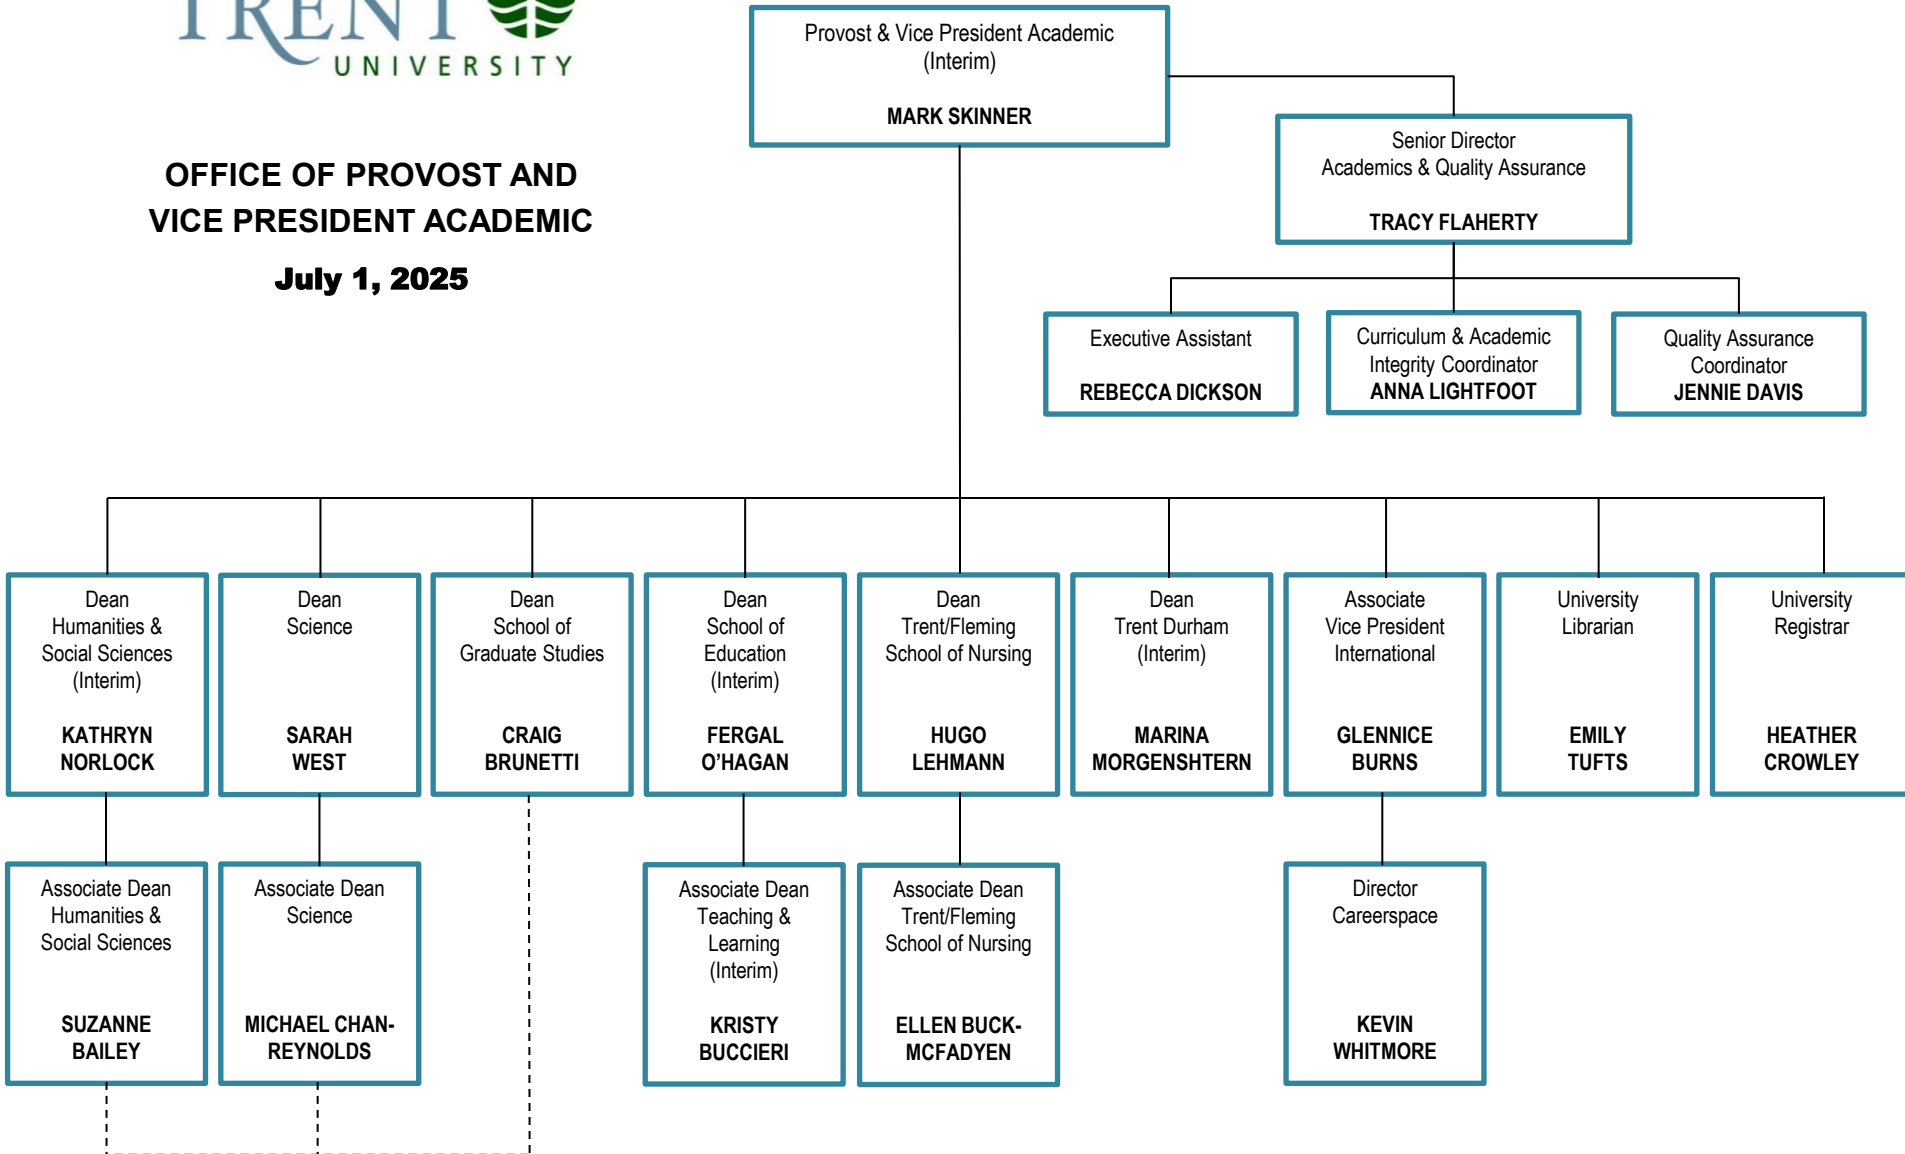 TRENT
UNIVERSITY
OFFICE OF PROVOST AND
VICE PRESIDENT ACADEMIC
July 1, 2025
Provost & Vice President Academic
(Interim)
MARK SKINNER
Senior Director
Academics & Quality Assurance
TRACY FLAHERTY
Executive Assistant
REBECCA DICKSON
Curriculum & Academic
Integrity Coordinator
ANNA LIGHTFOOT
Quality Assurance
Coordinator
JENNIE DAVIS
Dean
Humanities &
Social Sciences
(Interim)
KATHRYN
NORLOCK
Dean
Science
SARAH
WEST
Dean
School of
Graduate Studies
CRAIG
BRUNETTI
Dean
School of
Education
(Interim)
FERGAL
O’HAGAN
Dean
Trent/Fleming
School of Nursing
HUGO
LEHMANN
Dean
Trent Durham
(Interim)
MARINA
MORGENSHTERN
Associate
Vice President
International
GLENNICE
BURNS
University
Librarian
EMILY
TUFTS
University
Registrar
HEATHER
CROWLEY
Associate Dean
Humanities &
Social Sciences
SUZANNE
BAILEY
Associate Dean
Science
MICHAEL CHAN-
REYNOLDS
Associate Dean
Teaching &
Learning
(Interim)
KRISTY
BUCCIERI
Associate Dean
Trent/Fleming
School of Nursing
ELLEN BUCK-
MCFADYEN
Director
Careerspace
KEVIN
WHITMORE